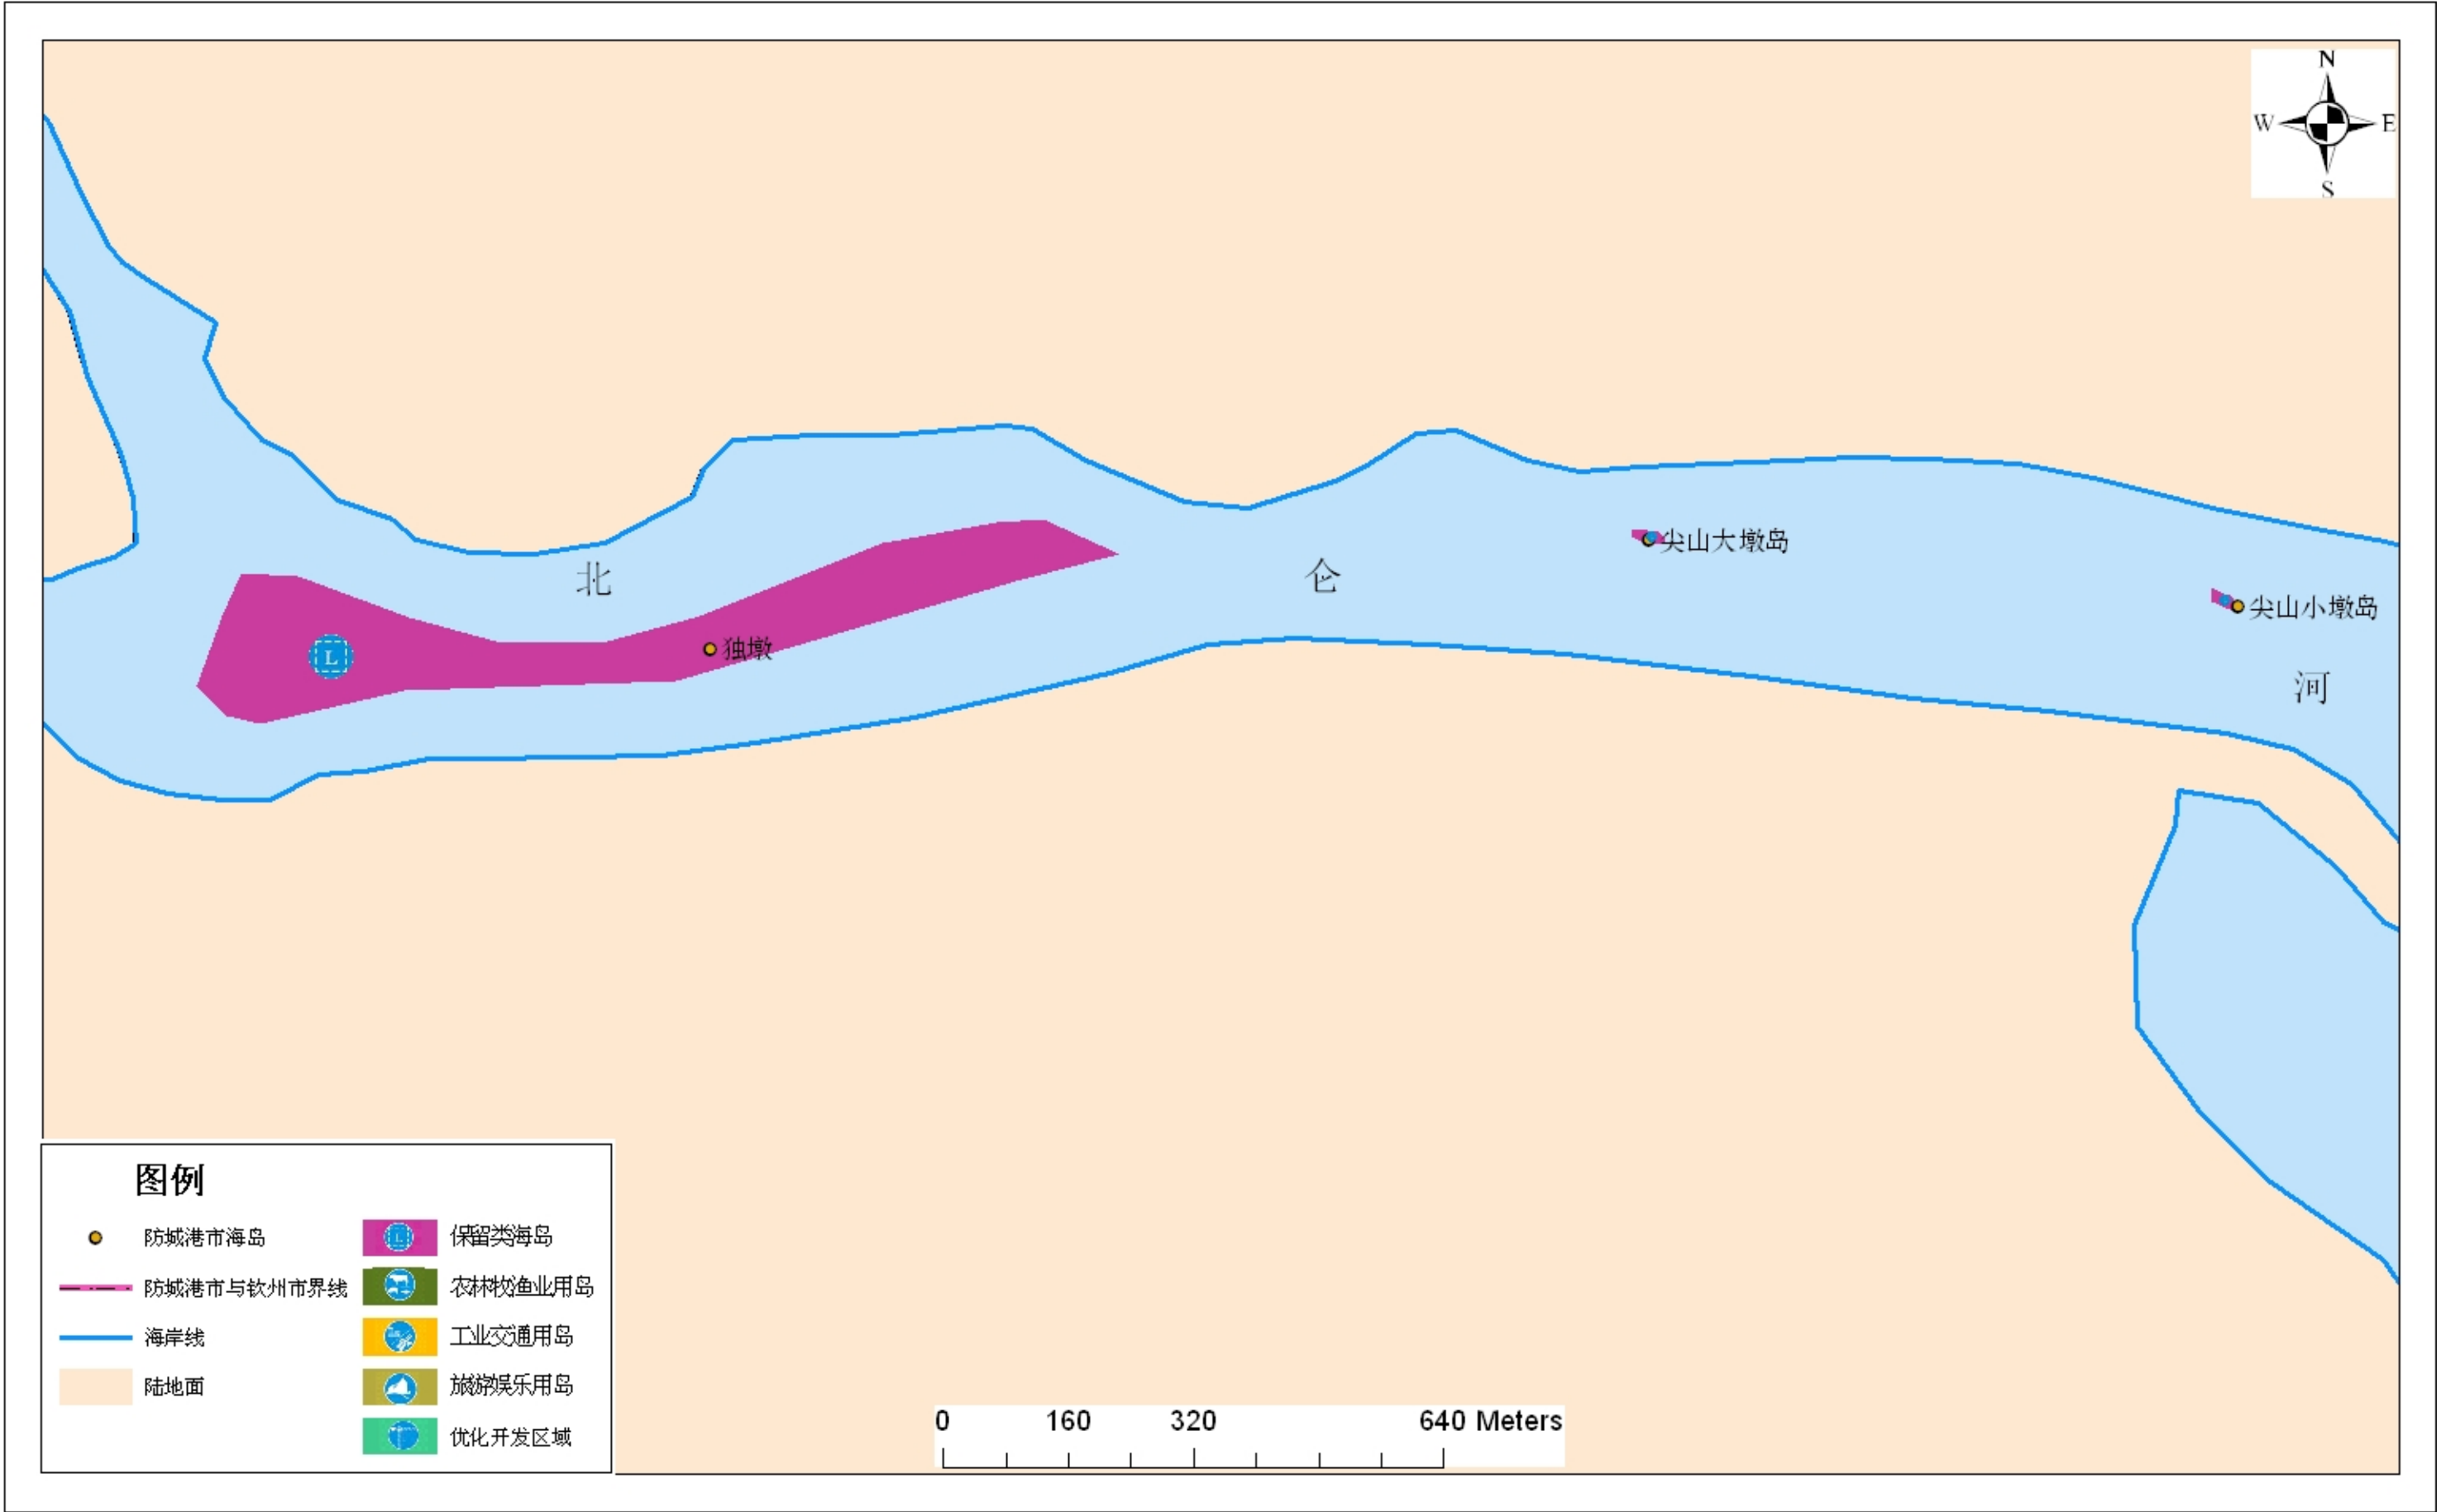 N
W E
S
尖山大墩岛
北
仑
尖山小墩岛
独墩
L
河
图例
防城港市海岛
L 保留类海岛
防城港市与钦州市界线
农林牧渔业用岛
海岸线
工业交通用岛
陆地面
旅游娱乐用岛
优化开发区域
0 160 320 640 Meters